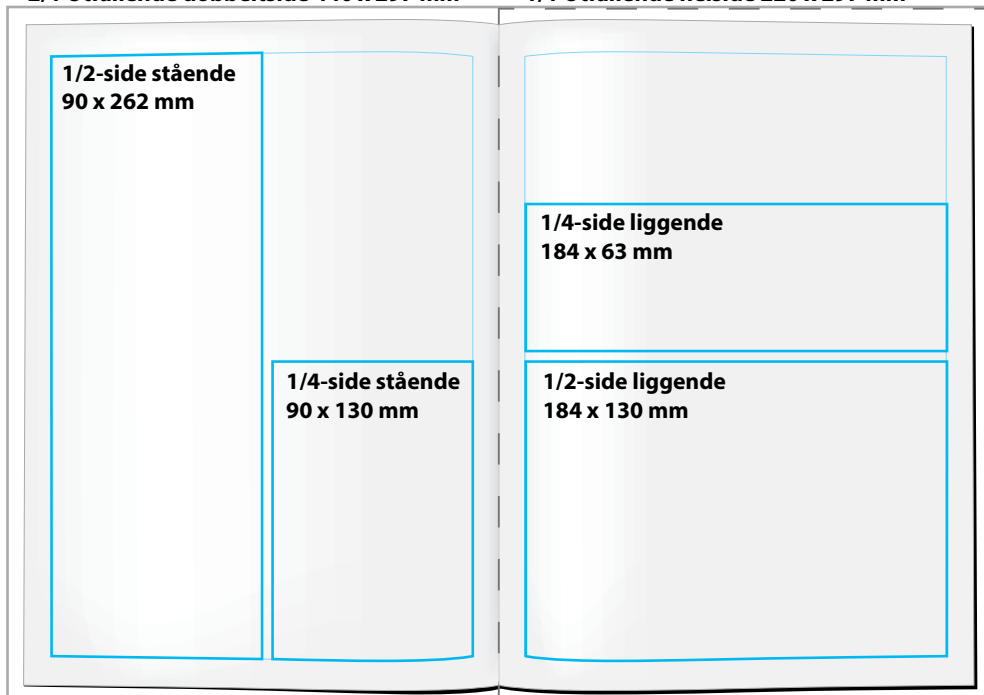 1/2-side stående
90 x 262 mm
1/4-side stående
90 x 130 mm
1/4-side liggende
184 x 63 mm
1/2-side liggende
184 x 130 mm